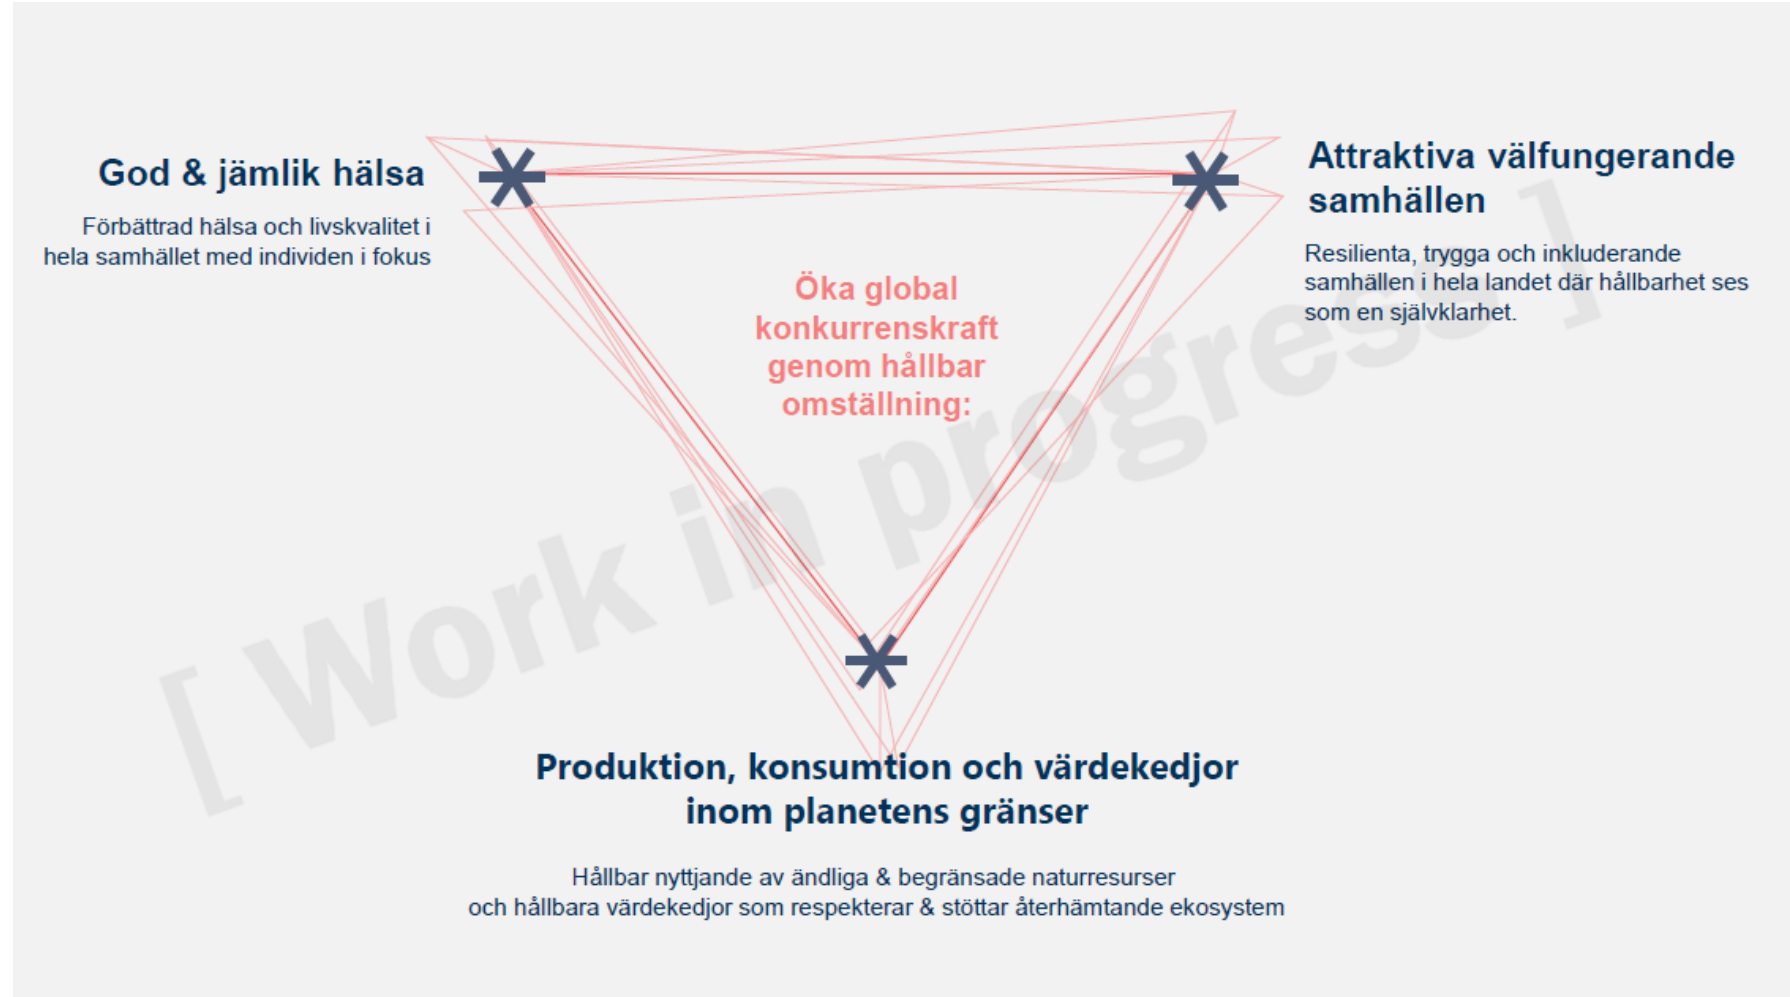 God & jämlik hälsa
Förbättrad hälsa och livskvalitet i
hela samhället med individen i fokus
Attraktiva välfungerande
samhällen
Resilienta, trygga och inkluderande
samhällen i hela landet där hållbarhet ses
som en självklarhet.
Öka global
konkurrenskraft
genom hållbar
omställning:
[ Work in progress ]
Produktion, konsumtion och värdekedjor
inom planetens gränser
Hållbar nyttjande av ändliga & begränsade naturresurser
och hållbara värdekedjor som respekterar & stöttar återhämtande ekosystem